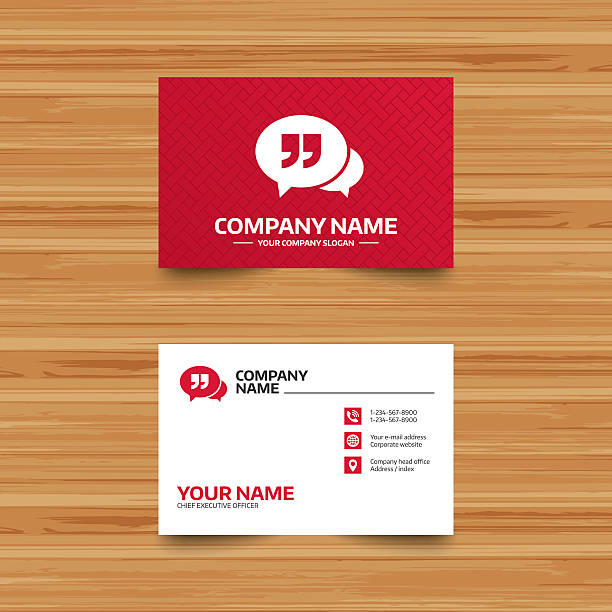 ”
COMPANY NAME
YOUR COMPANY SLOGAN
”
COMPANY
NAME
1-234-567-8900
1-234-567-8900
Your e-mail address
Corporate website
Company head office
Address / index
YOUR NAME
CHIEF EXECUTIVE OFFICER